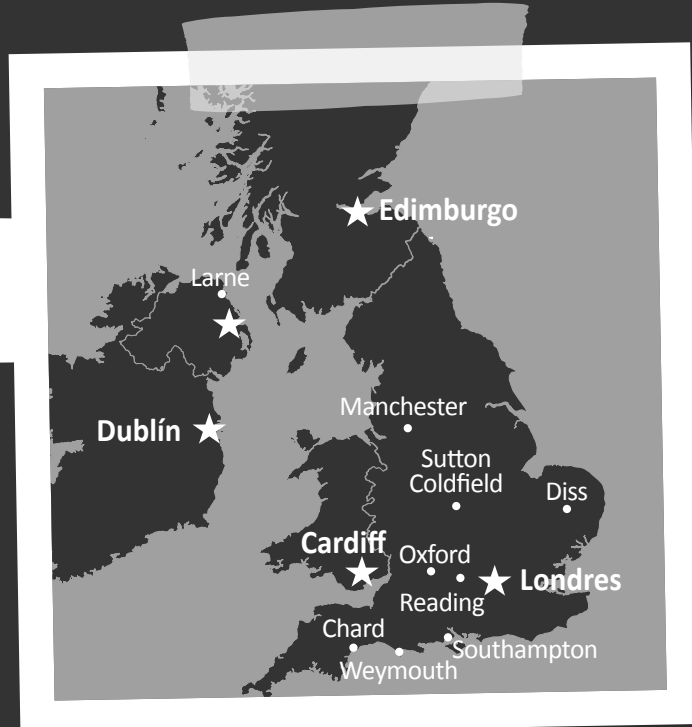 Edimburgo
Larne
Manchester
Dublín
Sutton
Coldfield
Diss
Cardiff
Oxford
Londres
Reading
Chard
Southampton
Weymouth